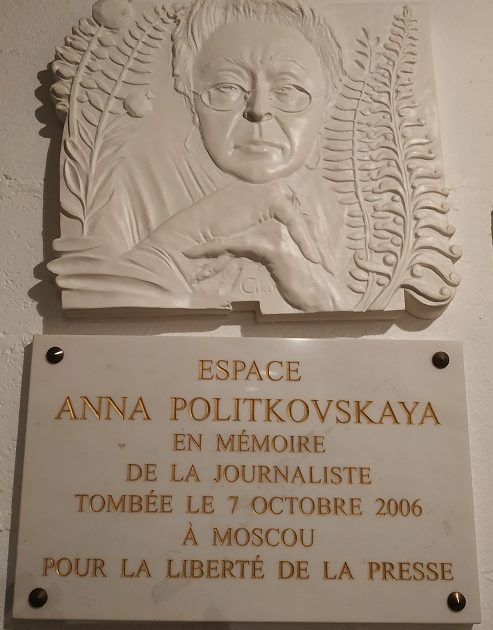 ESPACE
ANNA POLITKOVSKAYA
EN MÉMOIRE
DE LA JOURNALISTE
TOMBÉE LE 7 OCTOBRE 2006
À MOSCOU
POUR LA LIBERTÉ DE LA PRESSE